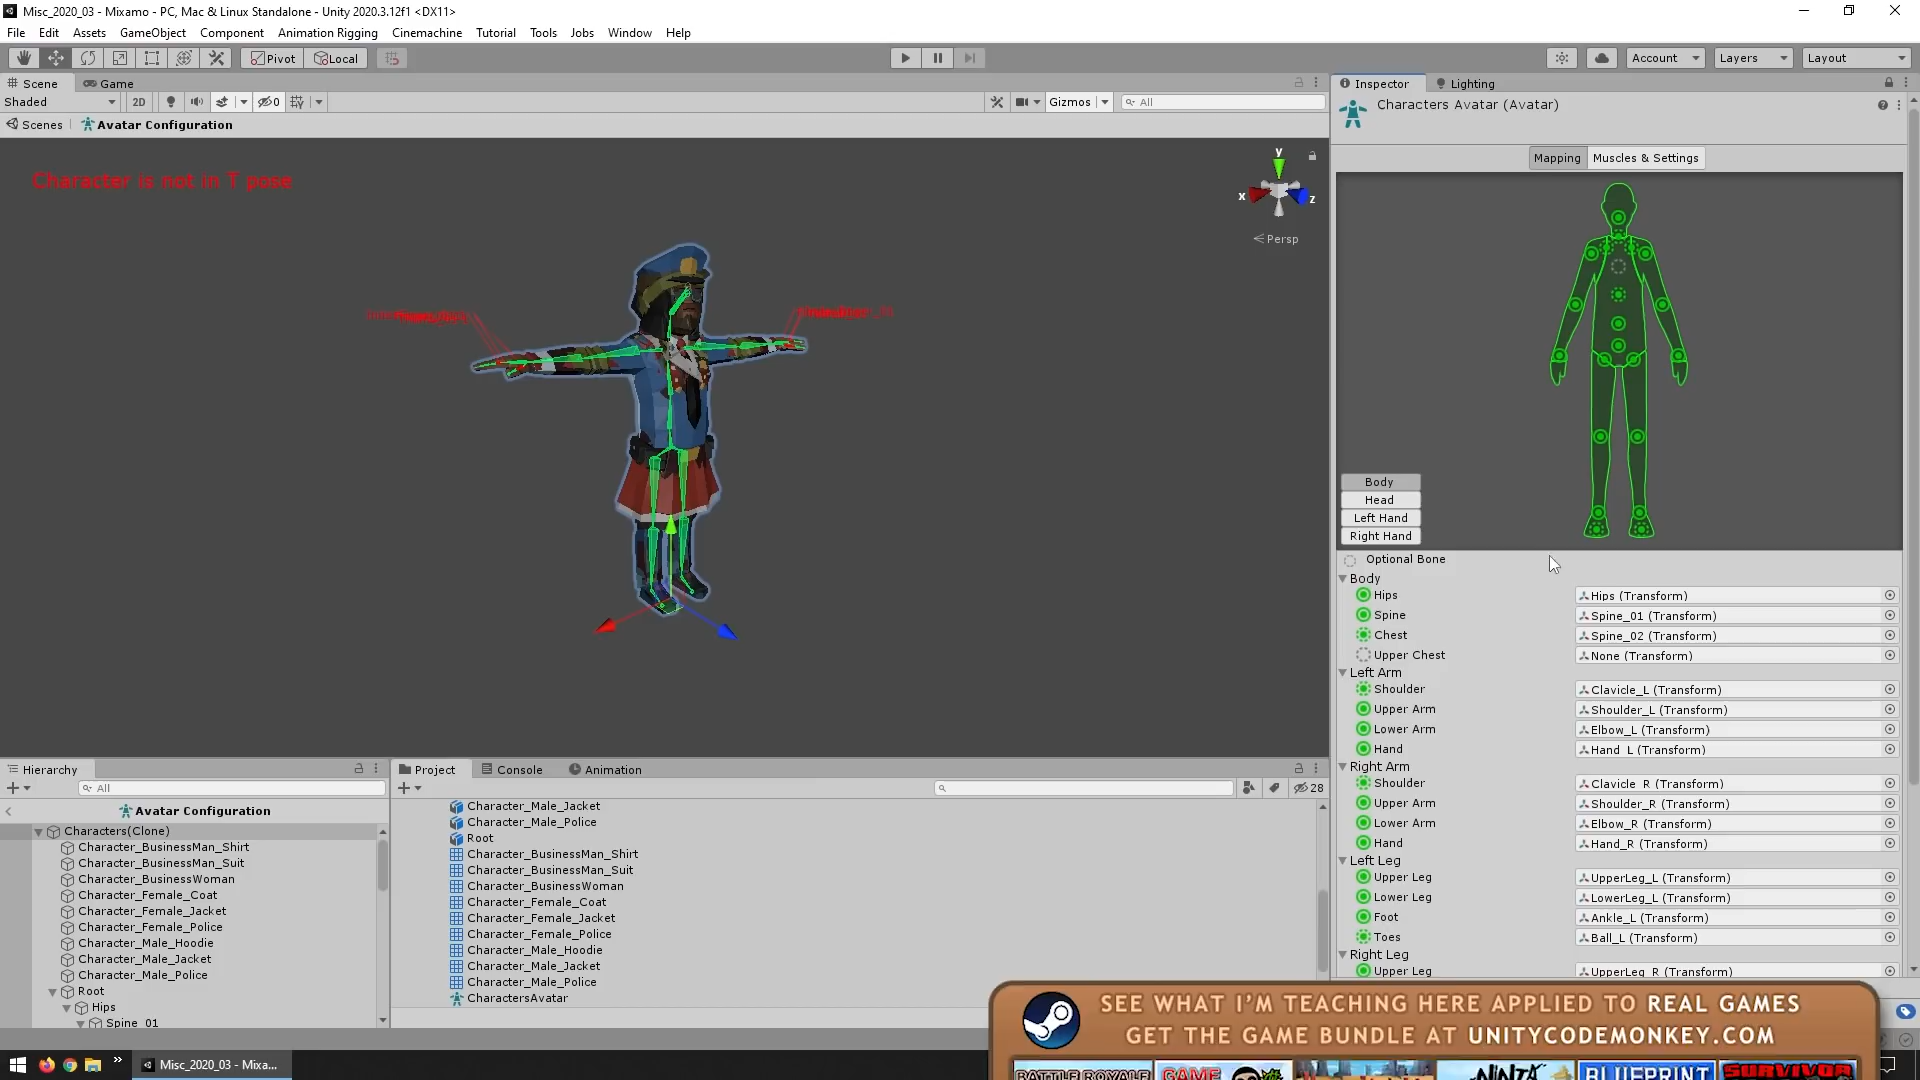 Misc_2020_03 - Mixamo - PC, Mac & Linux Standalone - Unity 2020.3.12f1 <DX11>
File Edit Assets GameObject Component Animation Rigging Cinemachine Tutorial Tools Jobs Window Help
Pivot Local Account Layers Layout
Scene Game
Shaded 2D 0 Gizmos All
Scenes Avatar Configuration
Character is not in T pose
y
x z
Persp
Inspector Lighting
Characters Avatar (Avatar)
Mapping Muscles & Settings
Body
Head
Left Hand
Right Hand
Optional Bone
Body
Hips Hips (Transform)
Spine Spine_01 (Transform)
Chest Spine_02 (Transform)
Upper Chest None (Transform)
Left Arm
Shoulder Clavicle_L (Transform)
Upper Arm Shoulder_L (Transform)
Lower Arm Elbow_L (Transform)
Hand Hand_L (Transform)
Right Arm
Shoulder Clavicle_R (Transform)
Upper Arm Shoulder_R (Transform)
Lower Arm Elbow_R (Transform)
Hand Hand_R (Transform)
Left Leg
Upper Leg UpperLeg_L (Transform)
Lower Leg LowerLeg_L (Transform)
Foot Ankle_L (Transform)
Toes Ball_L (Transform)
Right Leg
Upper Leg UpperLeg_R (Transform)
Hierarchy
All
Avatar Configuration
Characters(Clone)
Character_BusinessMan_Shirt
Character_BusinessMan_Suit
Character_BusinessWoman
Character_Female_Coat
Character_Female_Jacket
Character_Female_Police
Character_Male_Hoodie
Character_Male_Jacket
Character_Male_Police
Root
Hips
Spine_01
Project Console Animation
28
Character_Male_Jacket
Character_Male_Police
Root
Character_BusinessMan_Shirt
Character_BusinessMan_Suit
Character_BusinessWoman
Character_Female_Coat
Character_Female_Jacket
Character_Female_Police
Character_Male_Hoodie
Character_Male_Jacket
Character_Male_Police
CharactersAvatar
SEE WHAT I'M TEACHING HERE APPLIED TO REAL GAMES
GET THE GAME BUNDLE AT UNITYCODEMONKEY.COM
BATTLE ROYALE GAME NINJA BLUEPRINT SURVIVOR
Misc_2020_03 - Mixa...